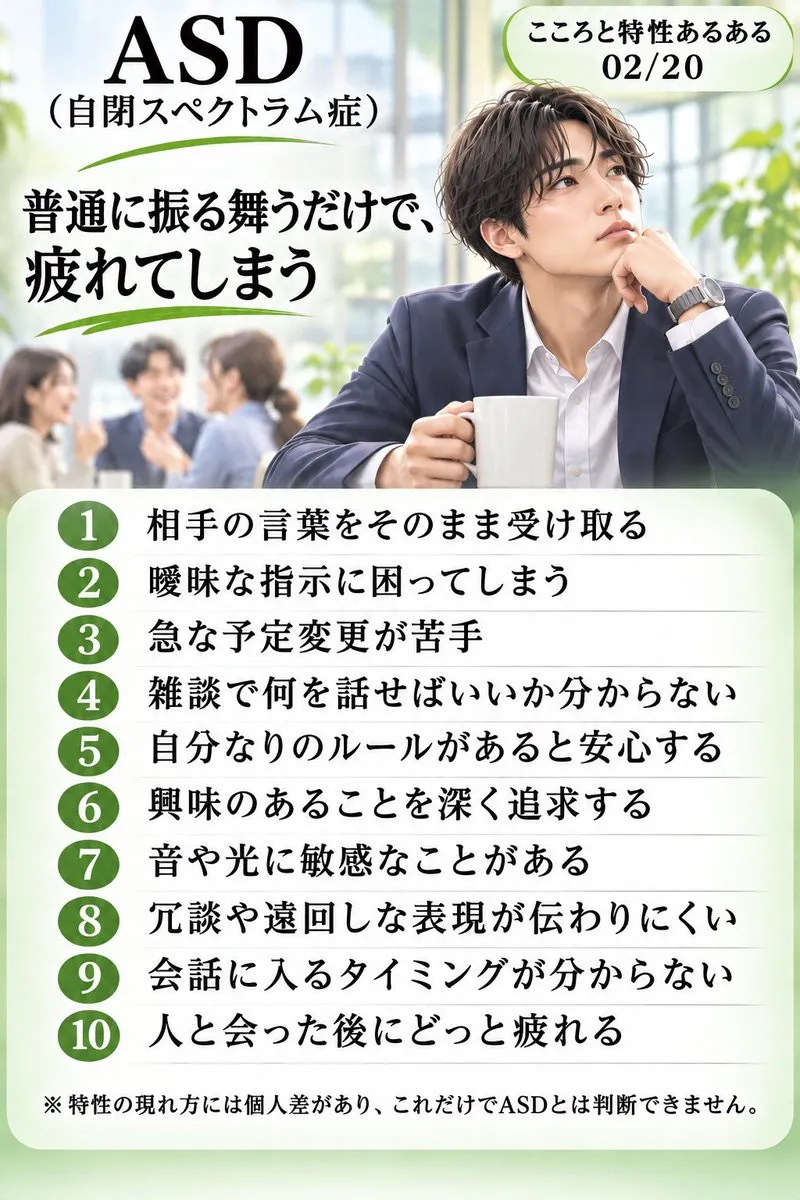 ASD
（自閉スペクトラム症）
こころと特性あるある
02/20
普通に振る舞うだけで、
疲れてしまう
1 相手の言葉をそのまま受け取る
2 曖昧な指示に困ってしまう
3 急な予定変更が苦手
4 雑談で何を話せばいいか分からない
5 自分なりのルールがあると安心する
6 興味のあることを深く追求する
7 音や光に敏感なことがある
8 冗談や遠回しな表現が伝わりにくい
9 会話に入るタイミングが分からない
10 人と会った後にどっと疲れる
※ 特性の現れ方には個人差があり、これだけでASDとは判断できません。